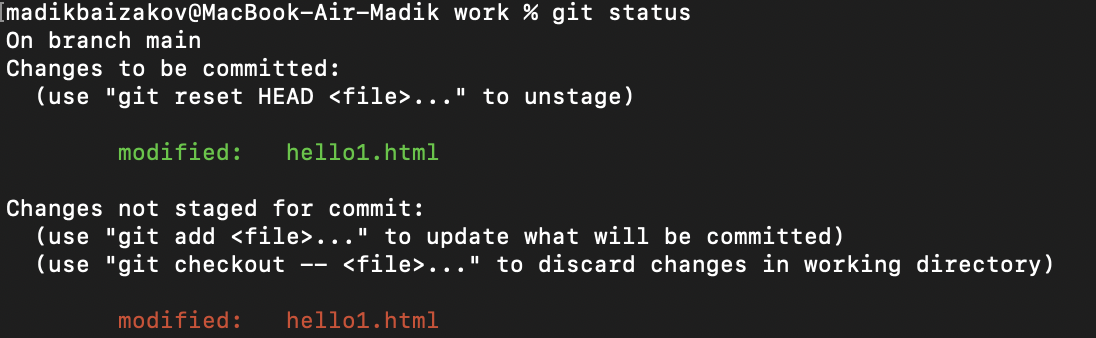 [madikbaizakov@MacBook-Air-Madik work % git status
On branch main
Changes to be committed:
  (use "git reset HEAD <file>..." to unstage)

        modified:   hello1.html

Changes not staged for commit:
  (use "git add <file>..." to update what will be committed)
  (use "git checkout -- <file>..." to discard changes in working directory)

        modified:   hello1.html